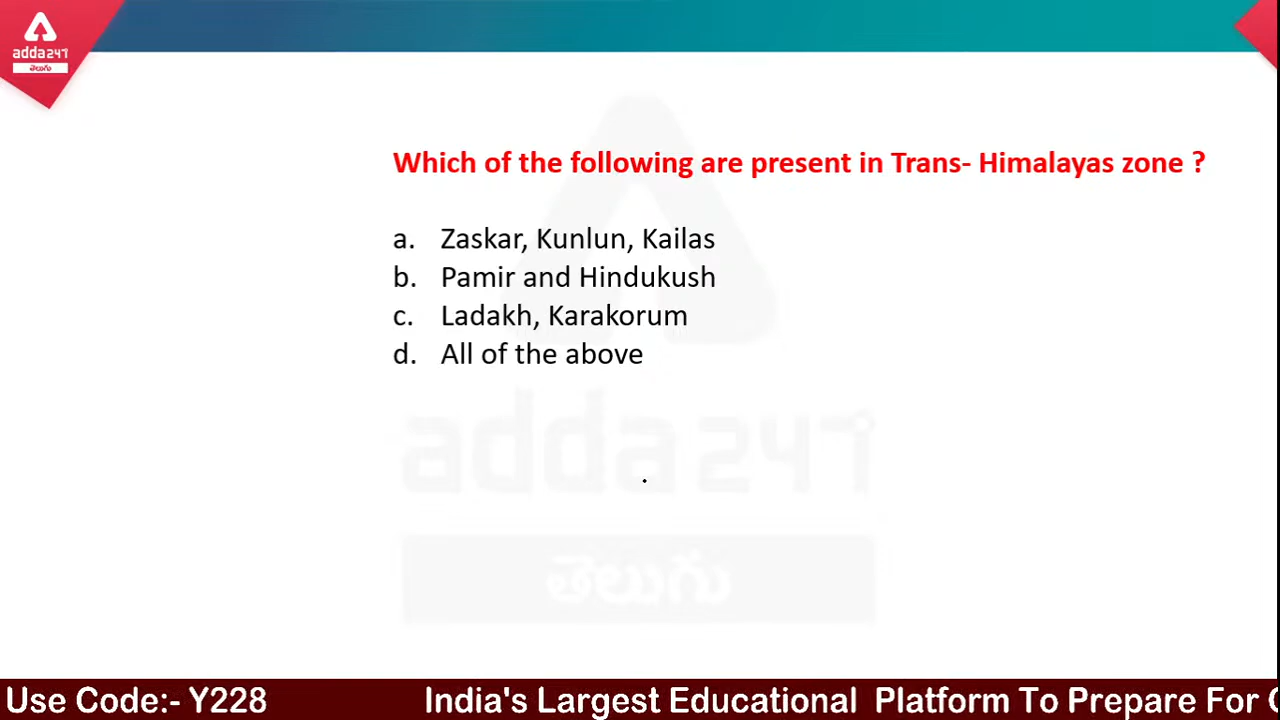 adda247
తెలుగు
Which of the following are present in Trans- Himalayas zone ?
a. Zaskar, Kunlun, Kailas
b. Pamir and Hindukush
c. Ladakh, Karakorum
d. All of the above
adda247
తెలుగు
Use Code:- Y228 India's Largest Educational Platform To Prepare For